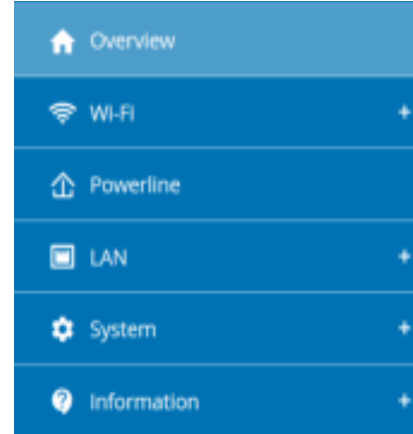 Overview
Wi-Fi +
Powerline
LAN +
System +
Information +